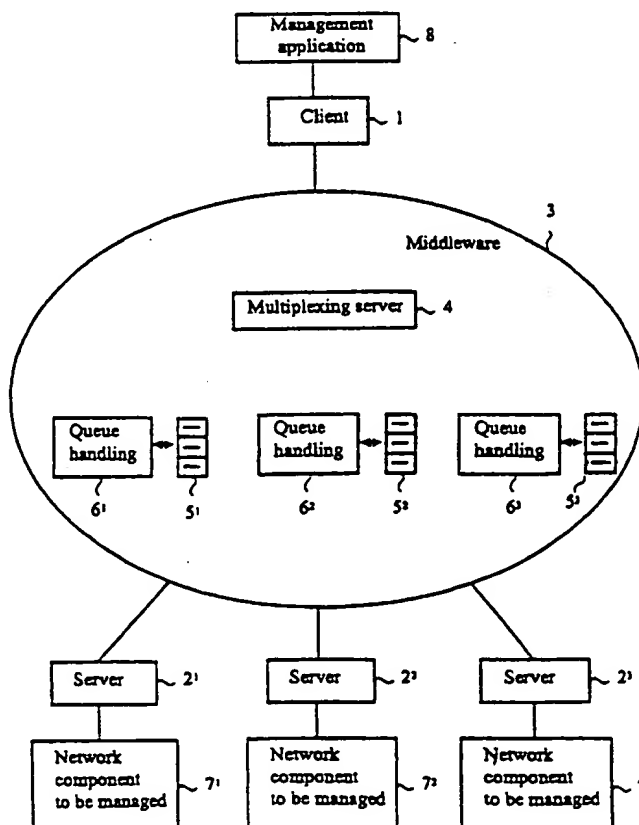 Management
application
8
Client
1
3
Middleware
Multiplexing server
4
Queue
handling
Queue
handling
Queue
handling
6¹
5¹
6²
5²
6³
5³
Server
2¹
Server
2²
Server
2³
Network
component
to be managed
7¹
Network
component
to be managed
7²
Network
component
to be managed